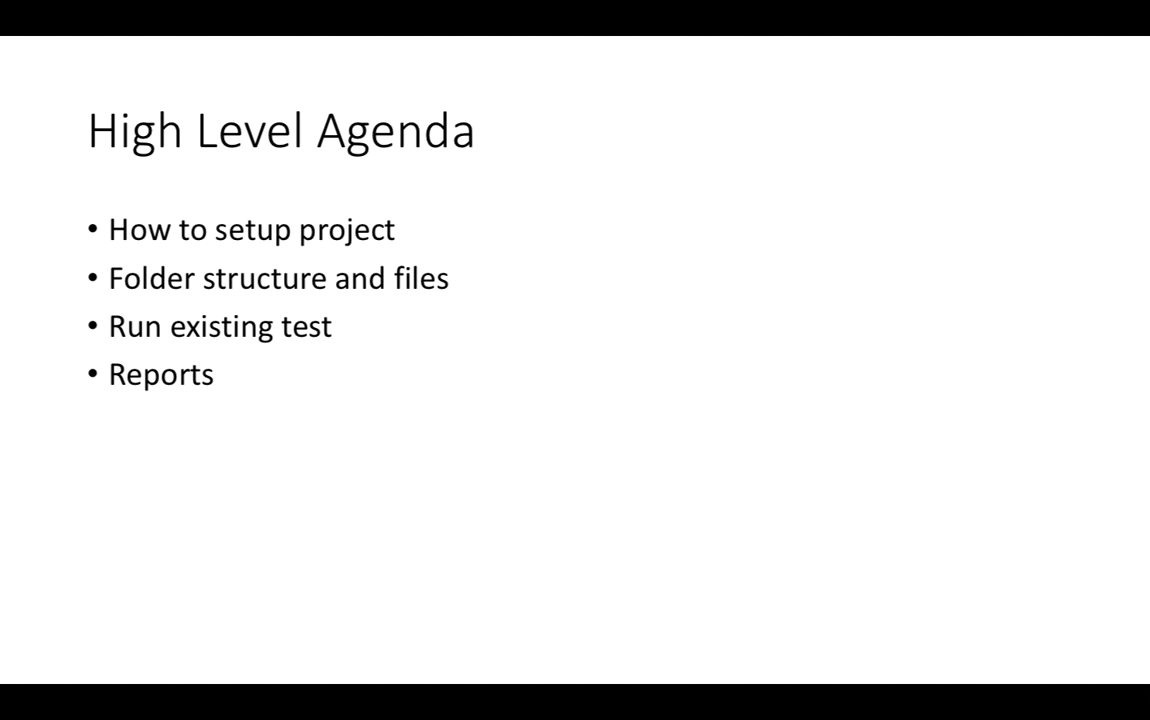 High Level Agenda
• How to setup project
• Folder structure and files
• Run existing test
• Reports